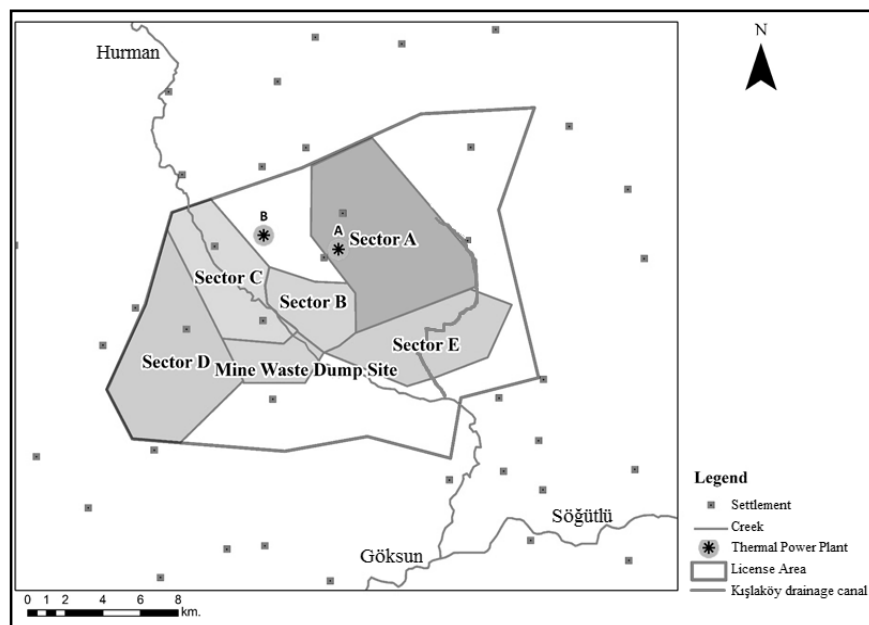 Hurman
N
B
A
Sector A
Sector C
Sector B
Sector E
Sector D
Mine Waste Dump Site
Söğütlü
Göksun
Legend
Settlement
Creek
Thermal Power Plant
License Area
Kışlaköy drainage canal
0 1 2 4 6 8
km.